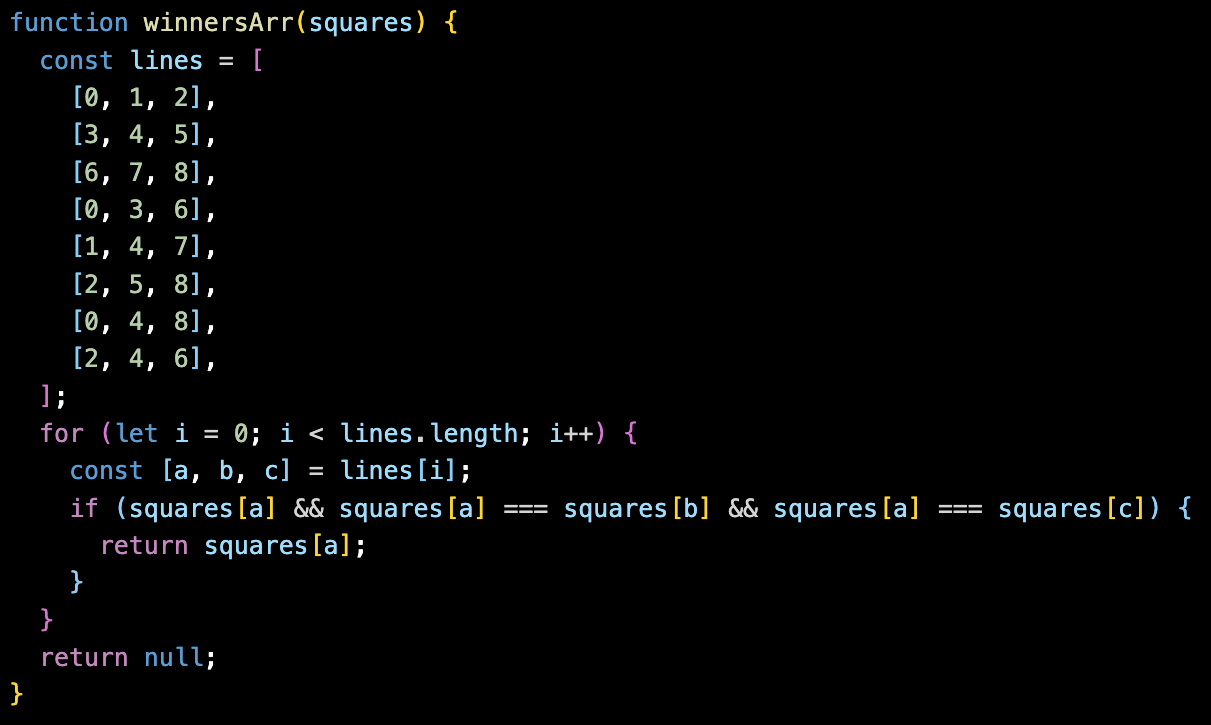 function winnersArr(squares) {
  const lines = [
    [0, 1, 2],
    [3, 4, 5],
    [6, 7, 8],
    [0, 3, 6],
    [1, 4, 7],
    [2, 5, 8],
    [0, 4, 8],
    [2, 4, 6],
  ];
  for (let i = 0; i < lines.length; i++) {
    const [a, b, c] = lines[i];
    if (squares[a] && squares[a] === squares[b] && squares[a] === squares[c]) {
      return squares[a];
    }
  }
  return null;
}